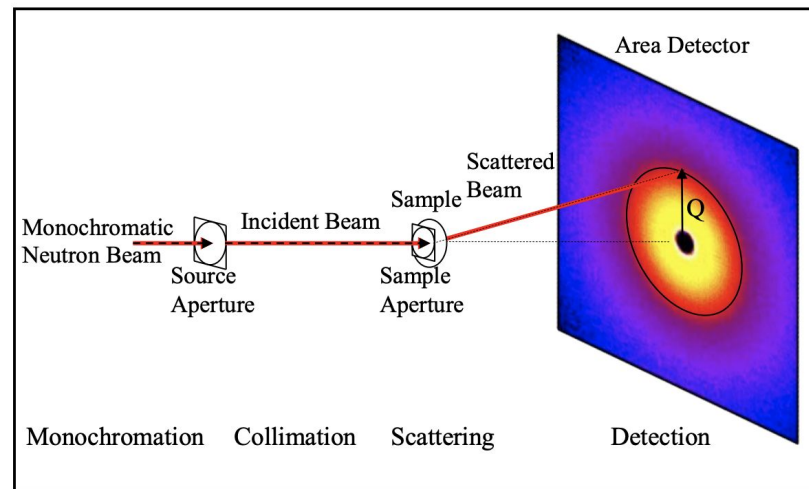 Area Detector
Scattered
Beam
Sample
Q
Incident Beam
Monochromatic
Neutron Beam
Source
Aperture
Sample
Aperture
Monochromation
Collimation
Scattering
Detection